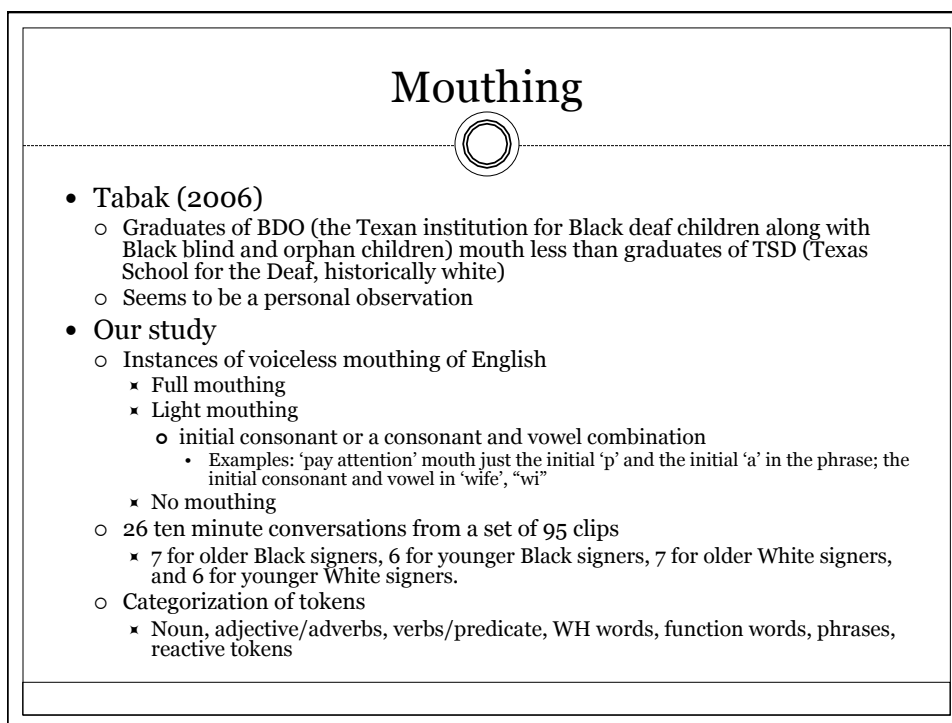 Mouthing
• Tabak (2006)
○ Graduates of BDO (the Texan institution for Black deaf children along with
Black blind and orphan children) mouth less than graduates of TSD (Texas
School for the Deaf, historically white)
○ Seems to be a personal observation
• Our study
○ Instances of voiceless mouthing of English
× Full mouthing
× Light mouthing
○ initial consonant or a consonant and vowel combination
• Examples: ‘pay attention’ mouth just the initial ‘p’ and the initial ‘a’ in the phrase; the
initial consonant and vowel in ‘wife’, “wi”
× No mouthing
○ 26 ten minute conversations from a set of 95 clips
× 7 for older Black signers, 6 for younger Black signers, 7 for older White signers,
and 6 for younger White signers.
○ Categorization of tokens
× Noun, adjective/adverbs, verbs/predicate, WH words, function words, phrases,
reactive tokens